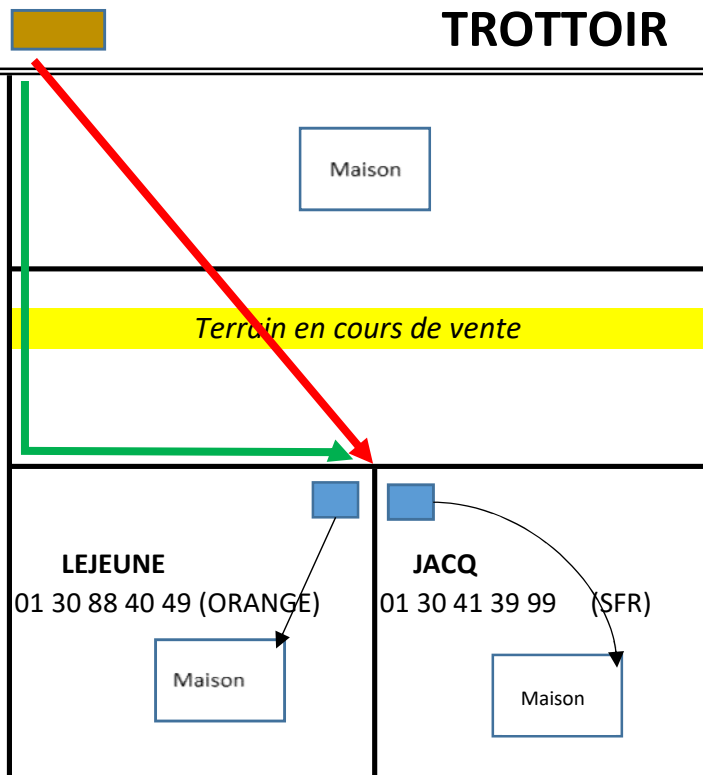 TROTTOIR
Maison
Terrain en cours de vente
LEJEUNE
01 30 88 40 49 (ORANGE)
JACQ
01 30 41 39 99 (SFR)
Maison
Maison